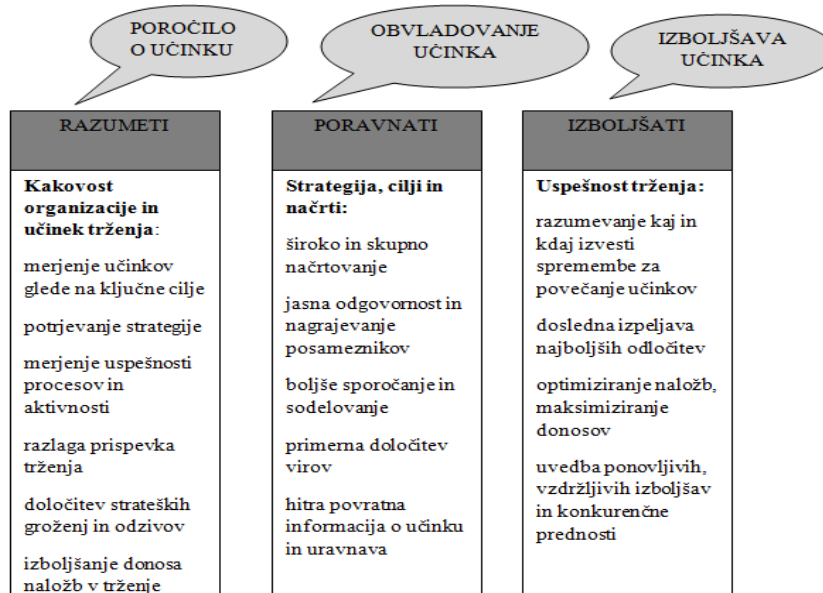 POROČILO
O UČINKU
OBVLADOVANJE
UČINKA
IZBOLJŠAVA
UČINKA
RAZUMETI
Kakovost
organizacije in
učinek trženja:
merjenje učinkov
glede na ključne cilje
potrjevanje strategije
merjenje uspešnosti
procesov in
aktivnosti
razlaga prispevka
trženja
določitev strateških
groženj in odzivov
izboljšanje donosa
naložb v trženje
PORAVNATI
Strategija, cilji in
načrti:
široko in skupno
načrtovanje
jasna odgovornost in
nagrajevanje
posameznikov
boljše sporočanje in
sodelovanje
primerna določitev
virov
hitra povratna
informacija o učinku
in uravnava
IZBOLJŠATI
Uspešnost trženja:
razumevanje kaj in
kdaj izvesti
spremembe za
povečanje učinkov
dosledna izpeljava
najboljših odločitev
optimiziranje naložb,
maksimiziranje
donosov
uvedba ponovljivih,
vzdržljivih izboljšav
in konkurenčne
prednosti